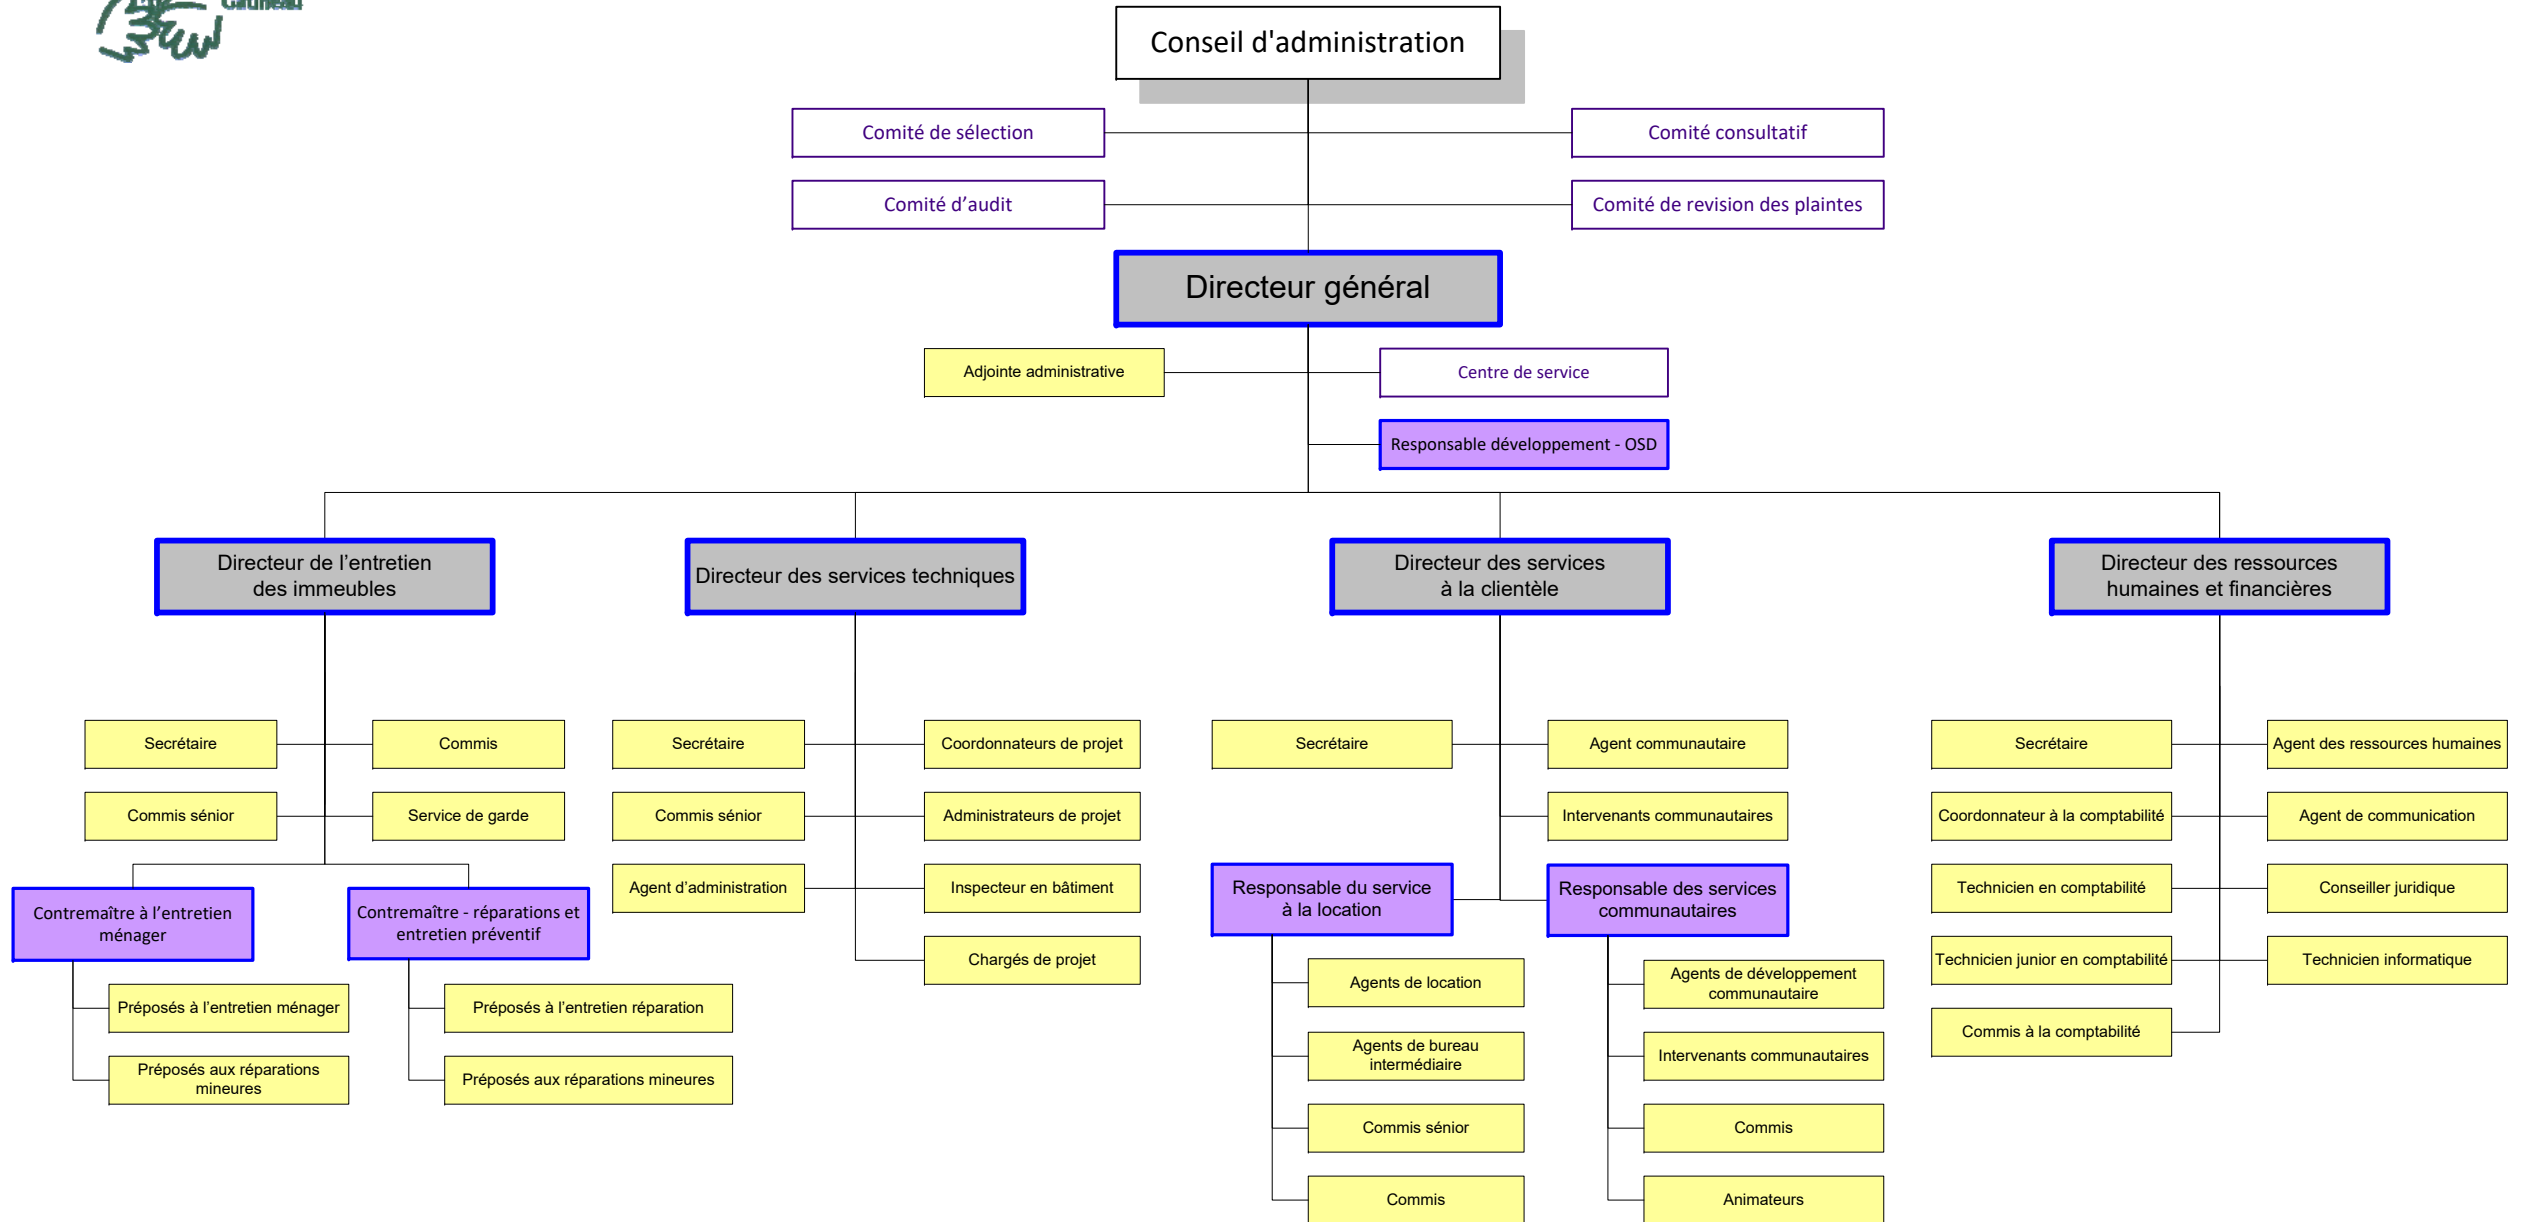 Gatineau
Conseil d'administration
Comité de sélection
Comité consultatif
Comité d’audit
Comité de revision des plaintes
Directeur général
Adjointe administrative
Centre de service
Responsable développement - OSD
Directeur de l’entretien
des immeubles
Directeur des services techniques
Directeur des services
à la clientèle
Directeur des ressources
humaines et financières
Secrétaire
Commis
Commis sénior
Service de garde
Contremaître à l’entretien
ménager
Contremaître - réparations et
entretien préventif
Préposés à l’entretien ménager
Préposés aux réparations
mineures
Préposés à l’entretien réparation
Préposés aux réparations mineures
Secrétaire
Coordonnateurs de projet
Commis sénior
Administrateurs de projet
Agent d’administration
Inspecteur en bâtiment
Chargés de projet
Secrétaire
Agent communautaire
Intervenants communautaires
Responsable du service
à la location
Responsable des services
communautaires
Agents de location
Agents de bureau
intermédiaire
Commis sénior
Commis
Agents de développement
communautaire
Intervenants communautaires
Commis
Animateurs
Secrétaire
Agent des ressources humaines
Coordonnateur à la comptabilité
Agent de communication
Technicien en comptabilité
Conseiller juridique
Technicien junior en comptabilité
Technicien informatique
Commis à la comptabilité